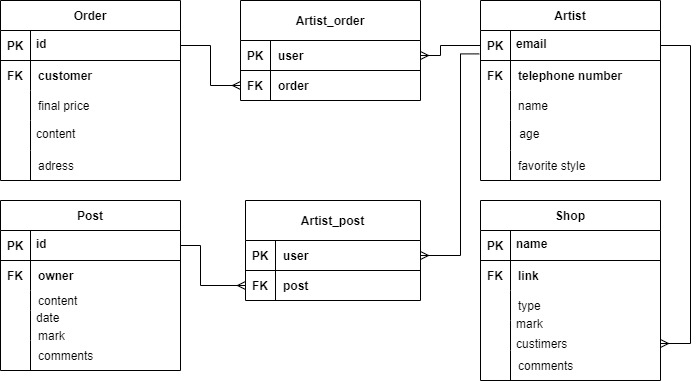 Order
PK id
FK customer
final price
content
adress
Artist_order
PK user
FK order
Artist
PK email
FK telephone number
name
age
favorite style
Post
PK id
FK owner
content
date
mark
comments
Artist_post
PK user
FK post
Shop
PK name
FK link
type
mark
custimers
comments